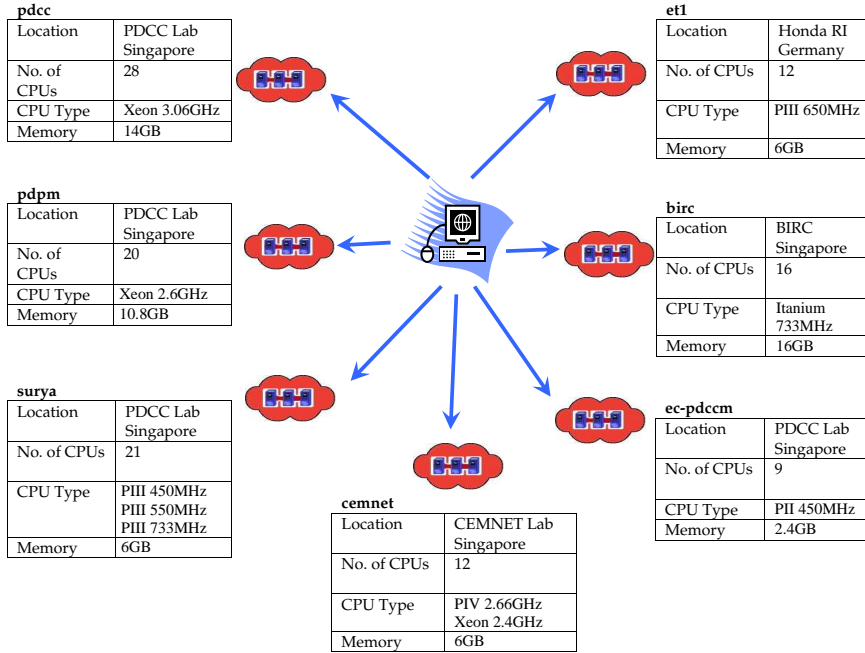 pdcc
Location PDCC Lab
Singapore
No. of 28
CPUs
CPU Type Xeon 3.06GHz
Memory 14GB
et1
Location Honda RI
Germany
No. of CPUs 12
CPU Type PIII 650MHz
Memory 6GB
pdpm
Location PDCC Lab
Singapore
No. of 20
CPUs
CPU Type Xeon 2.6GHz
Memory 10.8GB
birc
Location BIRC
Singapore
No. of CPUs 16
CPU Type Itanium
733MHz
Memory 16GB
surya
Location PDCC Lab
Singapore
No. of CPUs 21
CPU Type PIII 450MHz
PIII 550MHz
PIII 733MHz
Memory 6GB
ec-pdccm
Location PDCC Lab
Singapore
No. of CPUs 9
CPU Type PII 450MHz
Memory 2.4GB
cemnet
Location CEMNET Lab
Singapore
No. of CPUs 12
CPU Type PIV 2.66GHz
Xeon 2.4GHz
Memory 6GB